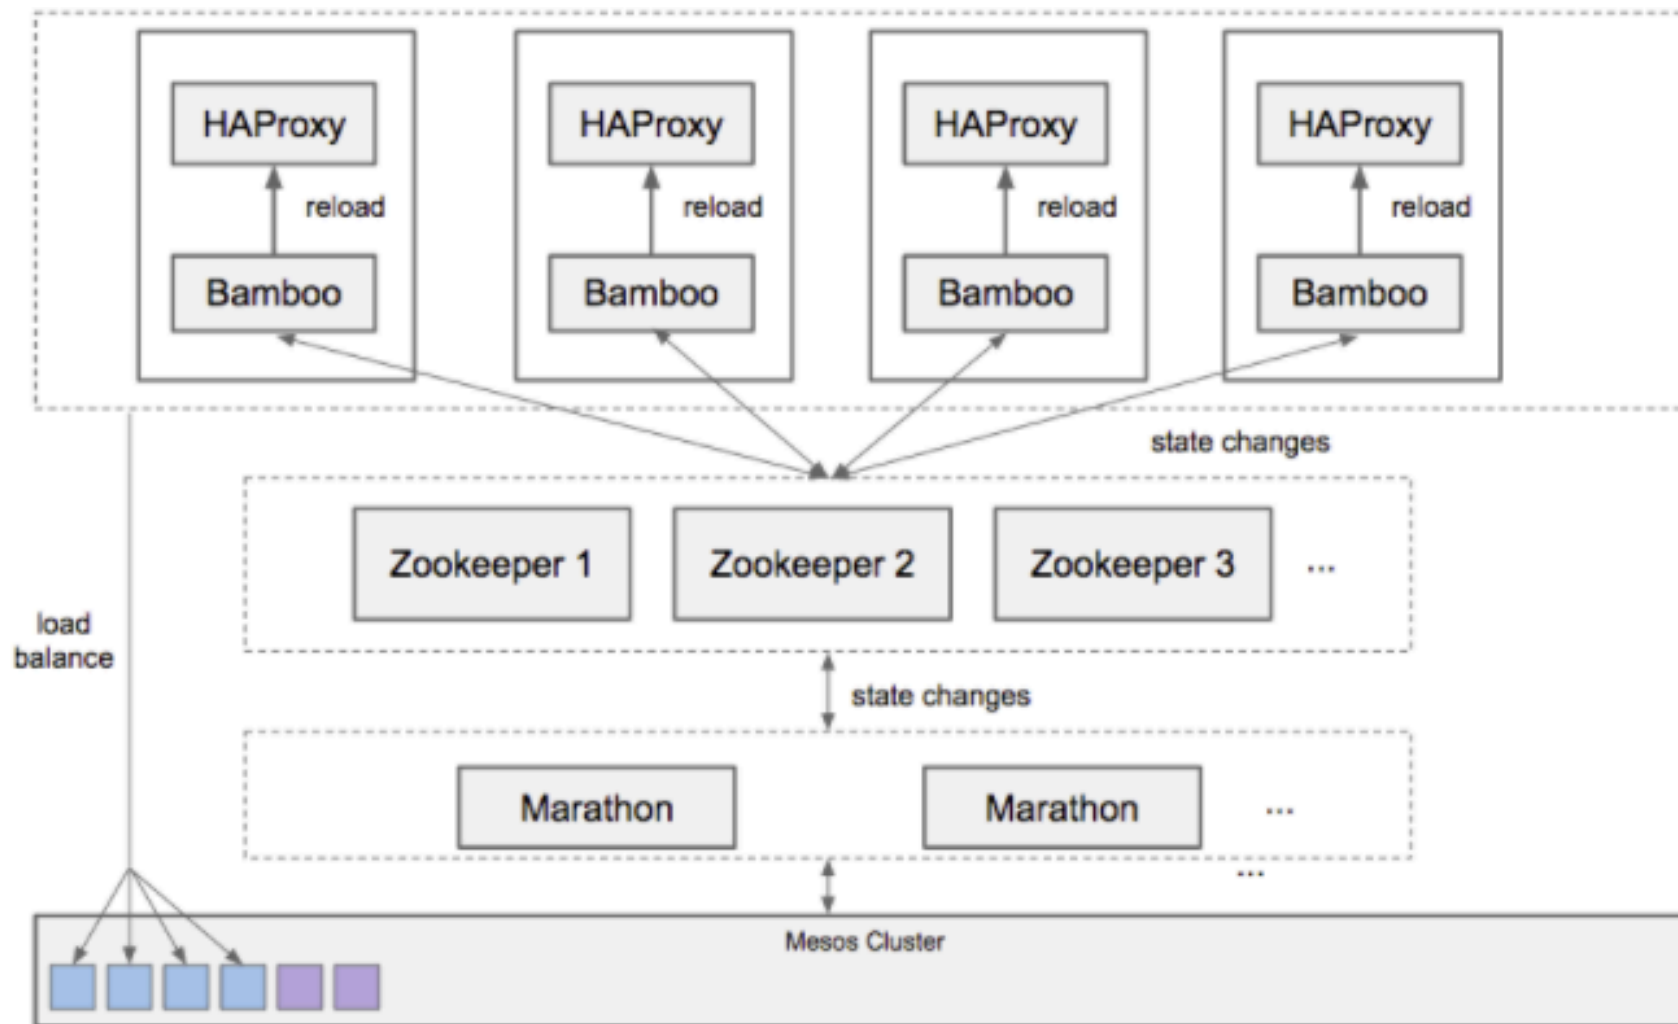 HAProxy
HAProxy
HAProxy
HAProxy
reload
reload
reload
reload
Bamboo
Bamboo
Bamboo
Bamboo
state changes
Zookeeper 1
Zookeeper 2
Zookeeper 3
...
load
balance
state changes
Marathon
Marathon
...
...
Mesos Cluster